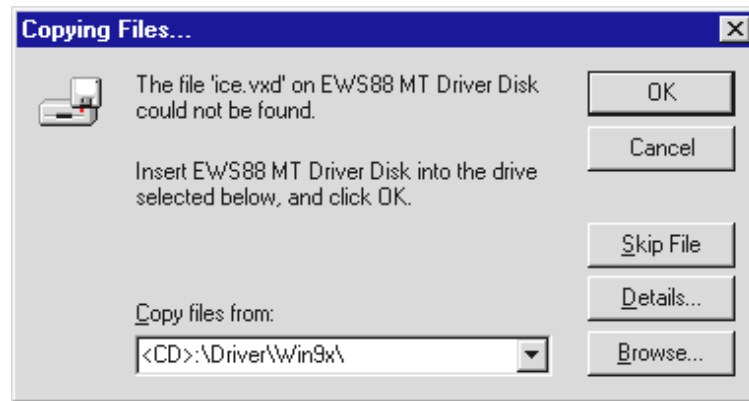 Copying Files...
The file 'ice.vxd' on EWS88 MT Driver Disk
could not be found.
Insert EWS88 MT Driver Disk into the drive
selected below, and click OK.
Copy files from:
<CD>:\Driver\Win9x\
OK
Cancel
Skip File
Details...
Browse...